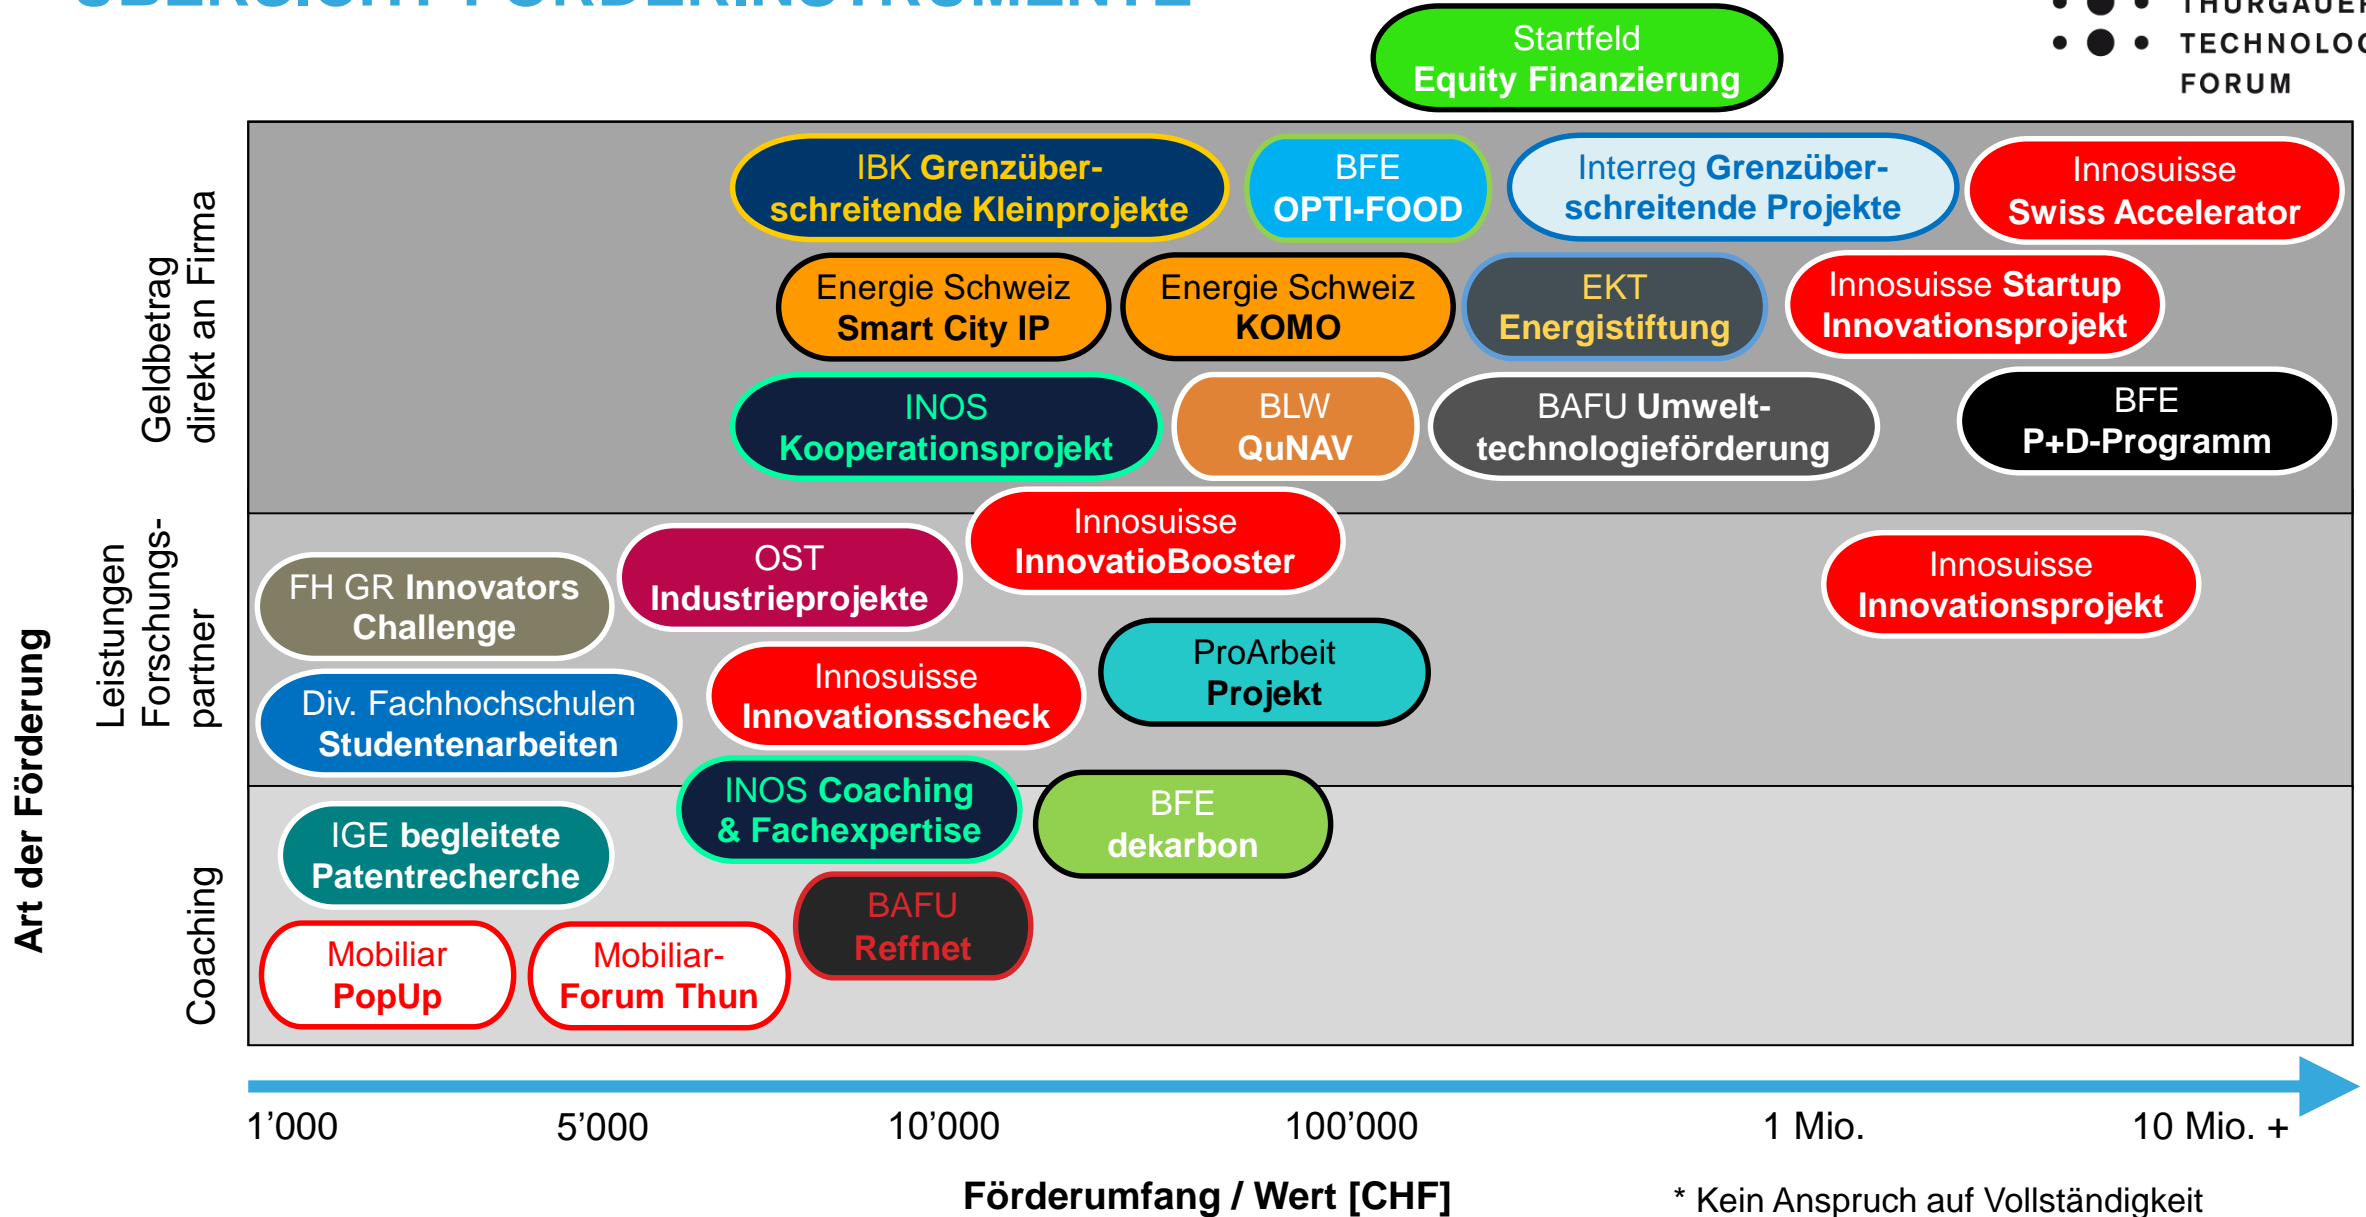 ÜBERSICHT FÖRDERINSTRUMENTE
THURGAUER
TECHNOLOG
FORUM
Startfeld
Equity Finanzierung
Geldbetrag
direkt an Firma
IBK Grenzüber-
schreitende Kleinprojekte
BFE
OPTI-FOOD
Interreg Grenzüber-
schreitende Projekte
Innosuisse
Swiss Accelerator
Energie Schweiz
Smart City IP
Energie Schweiz
KOMO
EKT
Energistiftung
Innosuisse Startup
Innovationsprojekt
INOS
Kooperationsprojekt
BLW
QuNAV
BAFU Umwelt-
technologieförderung
BFE
P+D-Programm
Art der Förderung
Leistungen
Forschungs-
partner
Innosuisse
InnovatioBooster
OST
Industrieprojekte
FH GR Innovators
Challenge
Innosuisse
Innovationsprojekt
ProArbeit
Projekt
Innosuisse
Innovationsscheck
Div. Fachhochschulen
Studentenarbeiten
Coaching
INOS Coaching
& Fachexpertise
BFE
dekarbon
IGE begleitete
Patentrecherche
BAFU
Reffnet
Mobiliar
PopUp
Mobiliar-
Forum Thun
1’000 5’000 10’000 100’000 1 Mio. 10 Mio. +
Förderumfang / Wert [CHF]
* Kein Anspruch auf Vollständigkeit